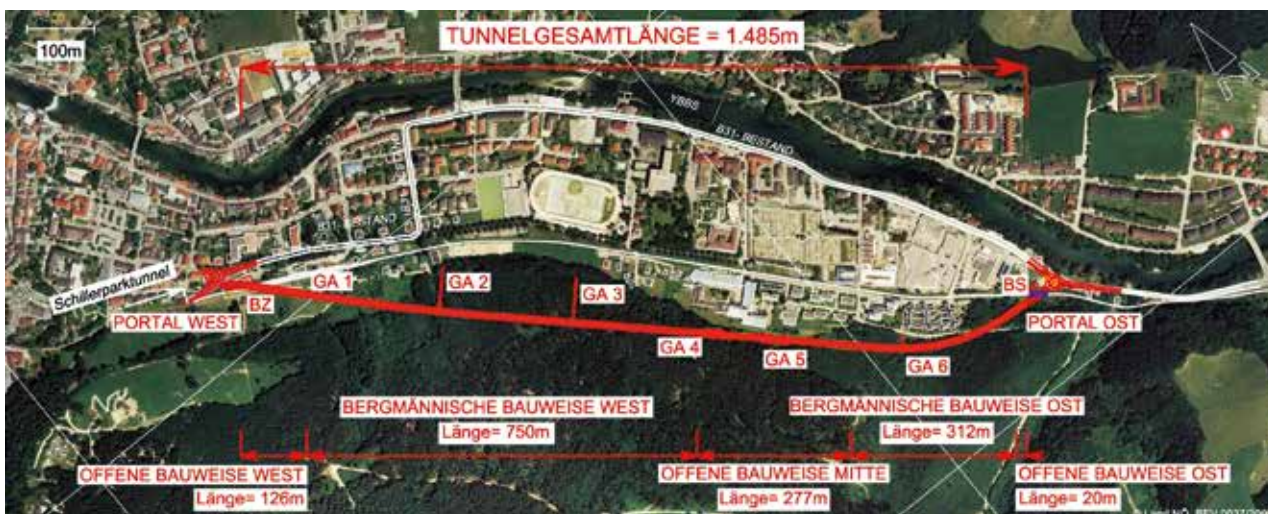 100m
TUNNELGESAMTLÄNGE = 1.485m
YBBS
B31- BESTAND
B31- BESTAND
Schillerparktunnel
PORTAL WEST
BZ
GA 1
GA 2
GA 3
GA 4
GA 5
GA 6
BS
PORTAL OST
BERGMÄNNISCHE BAUWEISE WEST
Länge= 750m
BERGMÄNNISCHE BAUWEISE OST
Länge= 312m
OFFENE BAUWEISE WEST
Länge= 126m
OFFENE BAUWEISE MITTE
Länge= 277m
OFFENE BAUWEISE OST
Länge= 20m